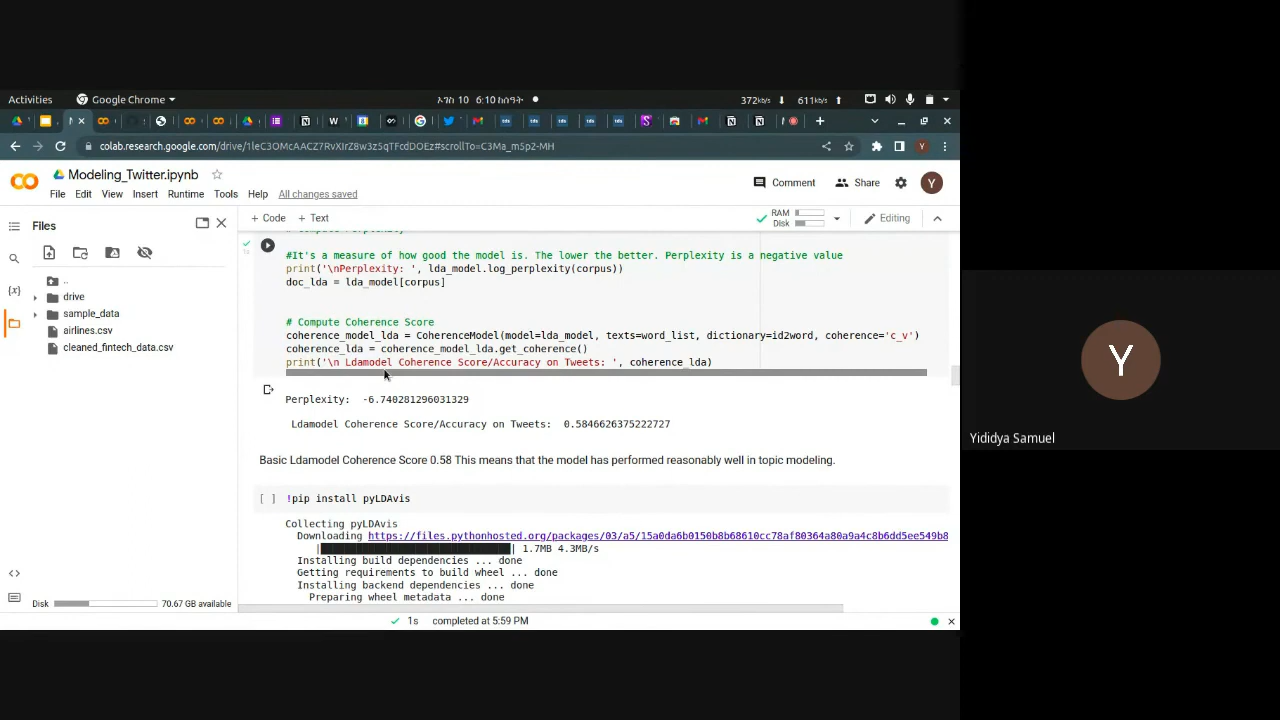 Activities
Google Chrome
ኦገስ 10 6:10 ከሰዓት
372kb/s
611kb/s
colab.research.google.com/drive/1leC3OMcAACZ7RvXIrZ8w3z5qTFcdDOEz#scrollTo=C3Ma_mSp2-MH
Modeling_Twitter.ipynb
Comment
Share
File Edit View Insert Runtime Tools Help All changes saved
Files
+ Code + Text
RAM
Disk
Editing
#It's a measure of how good the model is. The lower the better. Perplexity is a negative value
print('\nPerplexity: ', lda_model.log_perplexity(corpus))
doc_lda = lda_model[corpus]
# Compute Coherence Score
coherence_model_lda = CoherenceModel(model=lda_model, texts=word_list, dictionary=id2word, coherence='c_v')
coherence_lda = coherence_model_lda.get_coherence()
print('\n Ldamodel Coherence Score/Accuracy on Tweets: ', coherence_lda)
..
drive
sample_data
airlines.csv
cleaned_fintech_data.csv
Perplexity: -6.740281296031329
Ldamodel Coherence Score/Accuracy on Tweets: 0.5846626375222727
Basic Ldamodel Coherence Score 0.58 This means that the model has performed reasonably well in topic modeling.
[ ] !pip install pyLDAvis
Collecting pyLDAvis
Downloading https://files.pythonhosted.org/packages/03/a5/15a0da6b0150b8b68610cc78af80364a80a9a4c8b6dd5ee549b8
1.7MB 4.3MB/s
Installing build dependencies ... done
Getting requirements to build wheel ... done
Installing backend dependencies ... done
Preparing wheel metadata ... done
Disk
70.67 GB available
1s completed at 5:59 PM
Y
Yididya Samuel